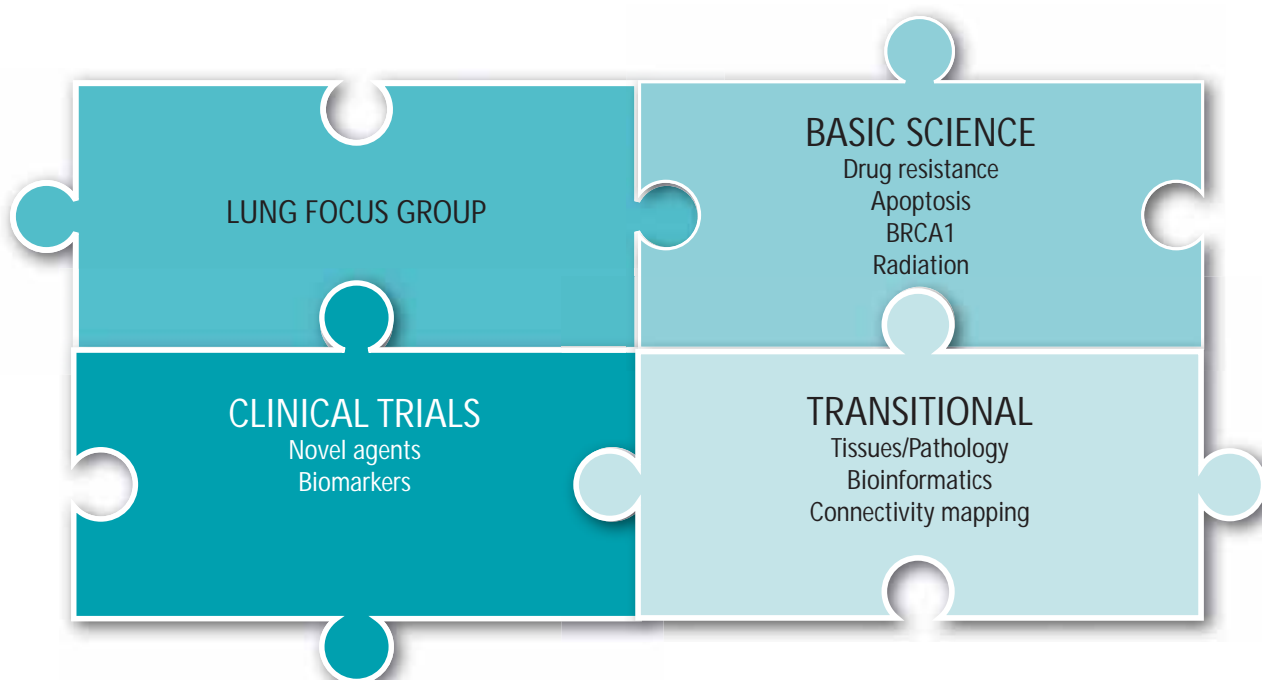 LUNG FOCUS GROUP
BASIC SCIENCE
Drug resistance
Apoptosis
BRCA1
Radiation
CLINICAL TRIALS
Novel agents
Biomarkers
TRANSITIONAL
Tissues/Pathology
Bioinformatics
Connectivity mapping